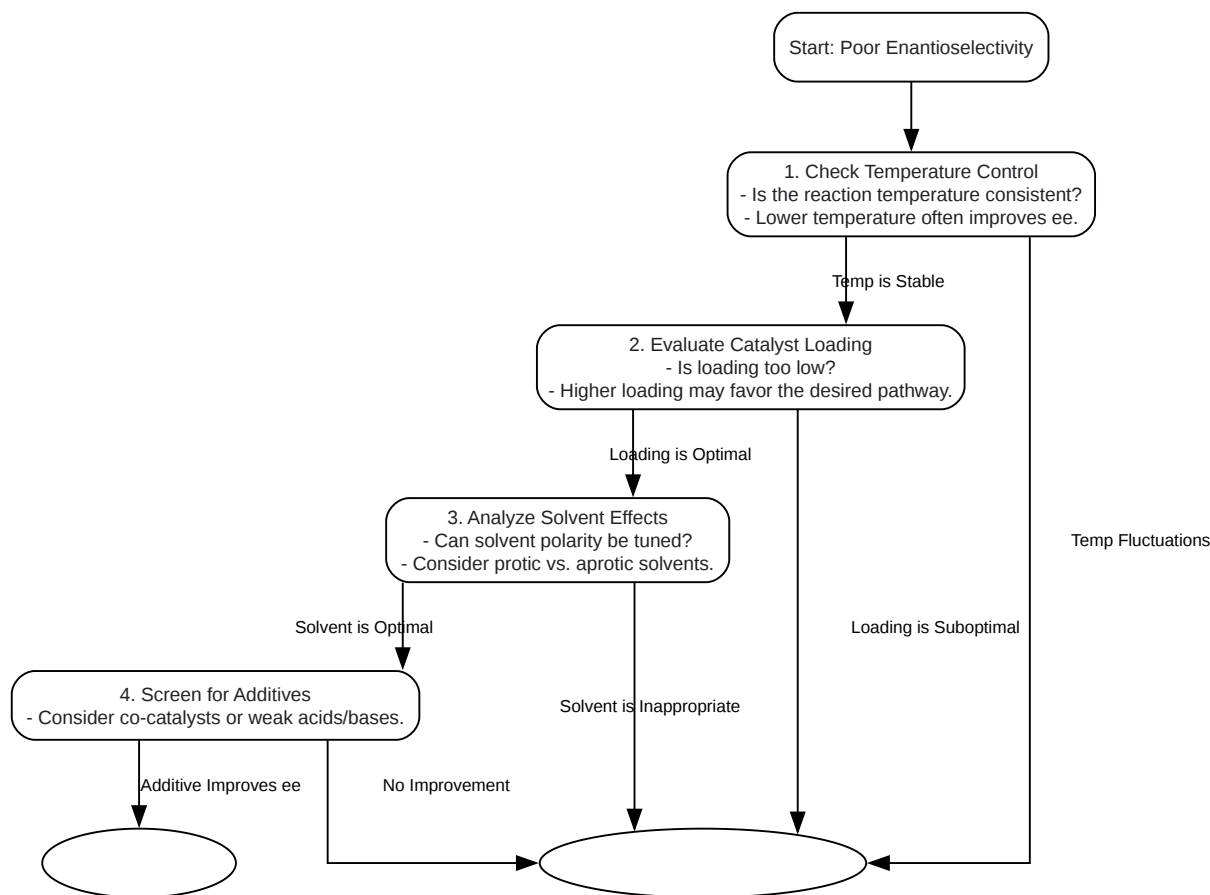 Start: Poor Enantioselectivity
1. Check Temperature Control
- Is the reaction temperature consistent?
- Lower temperature often improves ee.
Temp is Stable
2. Evaluate Catalyst Loading
- Is loading too low?
- Higher loading may favor the desired pathway.
Loading is Optimal
3. Analyze Solvent Effects
- Can solvent polarity be tuned?
- Consider protic vs. aprotic solvents.
Temp Fluctuations
Solvent is Optimal
Loading is Suboptimal
4. Screen for Additives
- Consider co-catalysts or weak acids/bases.
Solvent is Inappropriate
Additive Improves ee
No Improvement